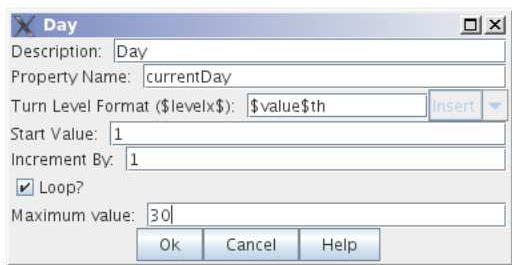 Day
Description: Day
Property Name: currentDay
Turn Level Format ($levelx$): $value$th Insert
Start Value: 1
Increment By: 1
Loop?
Maximum value: 30
Ok Cancel Help